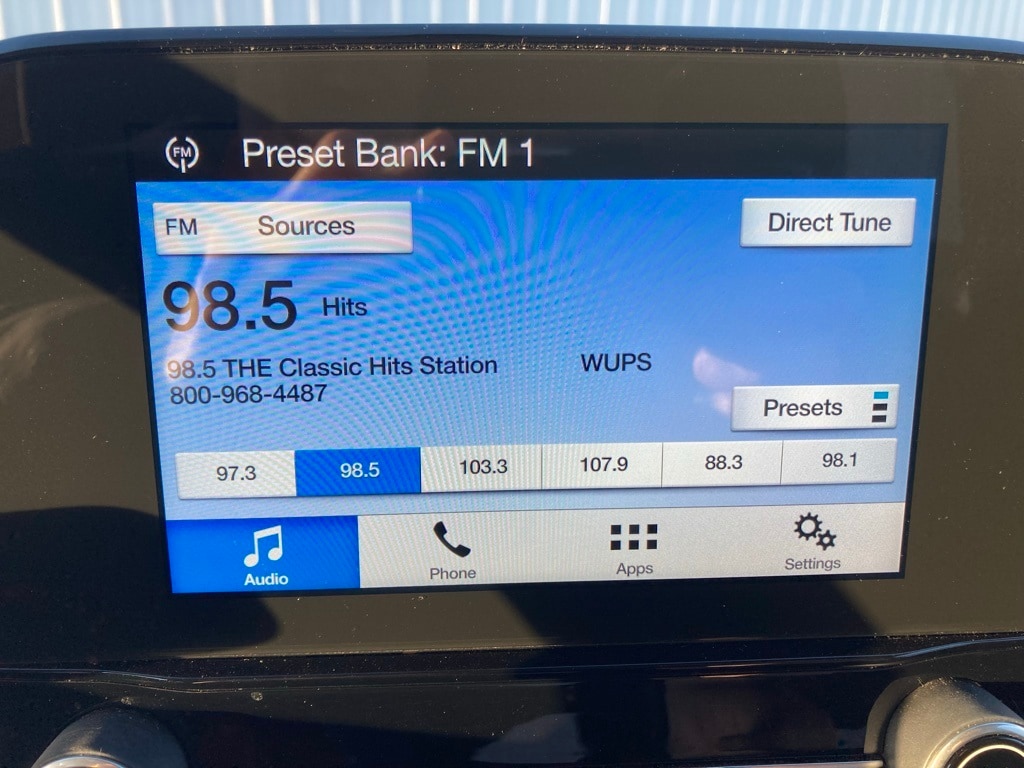 FM Preset Bank: FM 1
FM Sources Direct Tune
98.5 Hits
98.5 THE Classic Hits Station WUPS
800-968-4487
Presets
97.3 98.5 103.3 107.9 88.3 98.1
Audio Phone Apps Settings